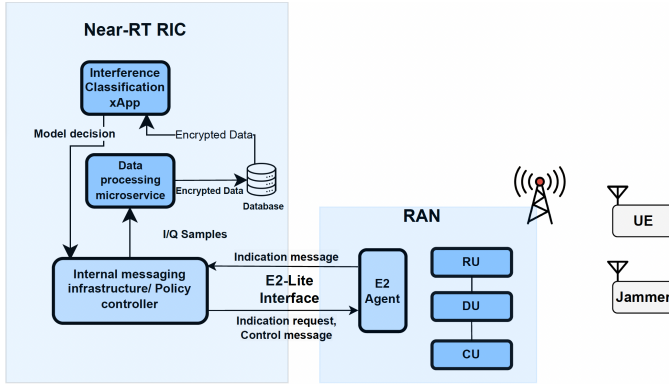 Near-RT RIC
Interference
Classification
xApp
Model decision
Encrypted Data
Data
processing
microservice
Encrypted Data
Database
I/Q Samples
Internal messaging
infrastructure/ Policy
controller
Indication message
E2-Lite
Interface
Indication request,
Control message
RAN
E2
Agent
RU
DU
CU
UE
Jammer